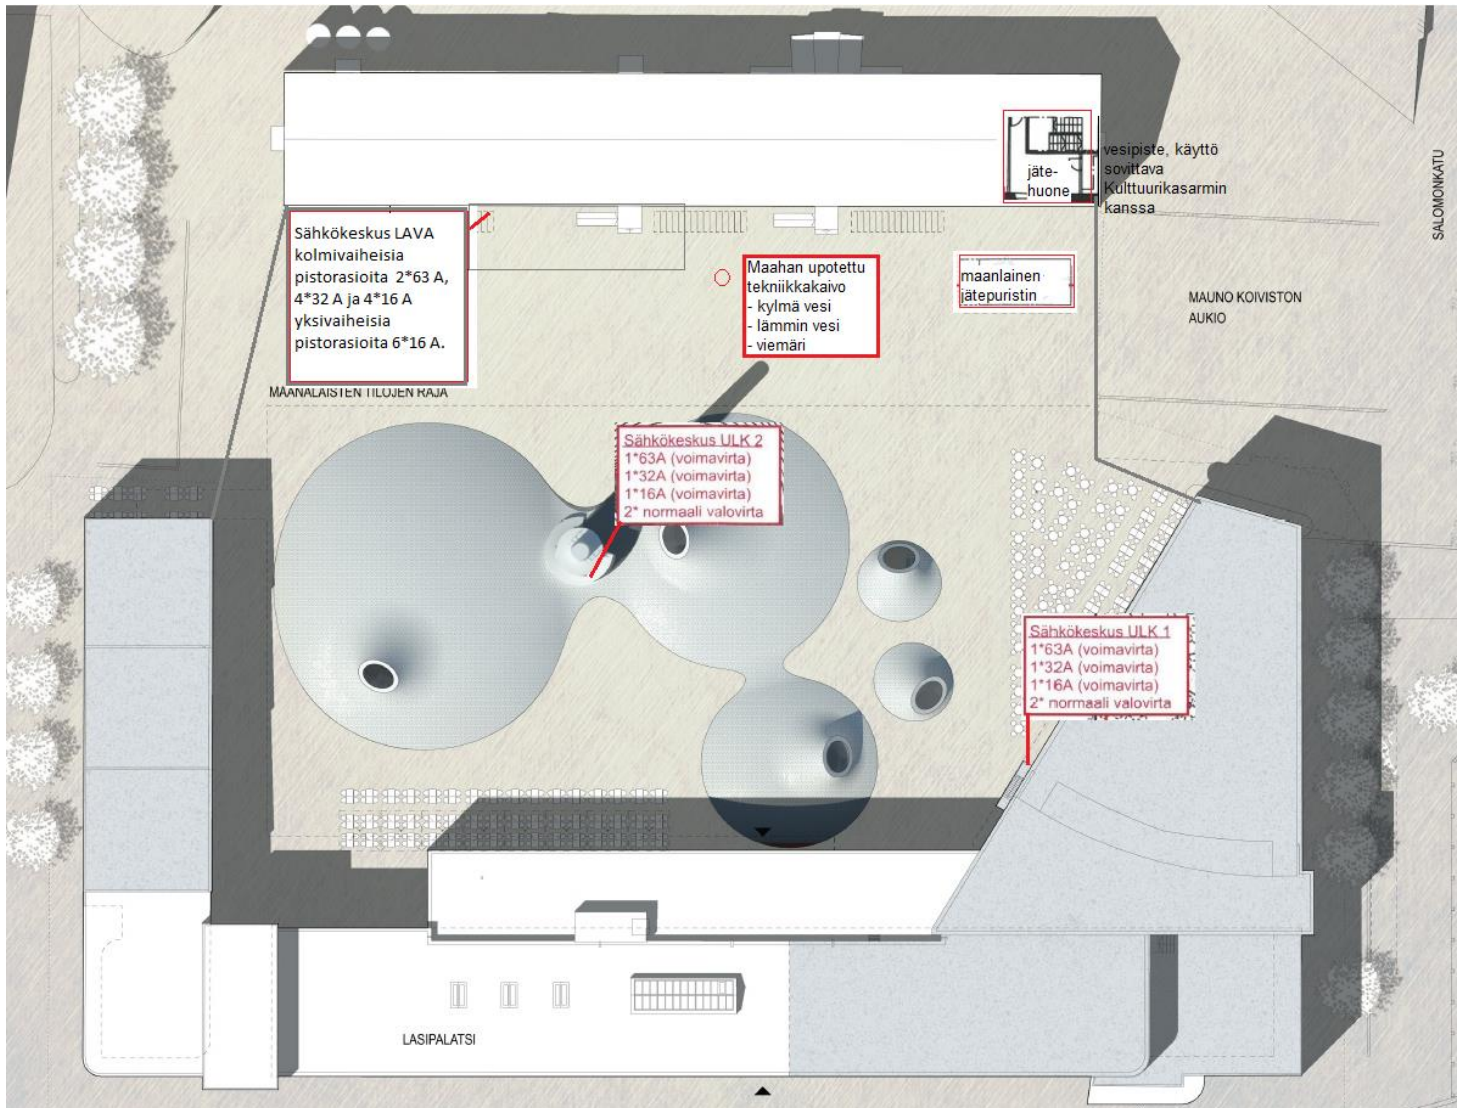 vesipiste, käyttö
sovittava
Kulttuurikasarmin
kanssa
jäte-
huone
SALOMONKATU
Sähkökeskus LAVA
kolmivaiheisia
pistorasioita 2*63 A,
4*32 A ja 4*16 A
yksivaiheisia
pistorasioita 6*16 A.
Maahan upotettu
tekniikkakaivo
- kylmä vesi
- lämmin vesi
- viemäri
maanlainen
jätepuristin
MAUNO KOIVISTON
AUKIO
MAANALAISTEN TILOJEN RAJA
Sähkökeskus ULK 2
1*63A (voimavirta)
1*32A (voimavirta)
1*16A (voimavirta)
2* normaali valovirta
Sähkökeskus ULK 1
1*63A (voimavirta)
1*32A (voimavirta)
1*16A (voimavirta)
2* normaali valovirta
LASIPALATSI